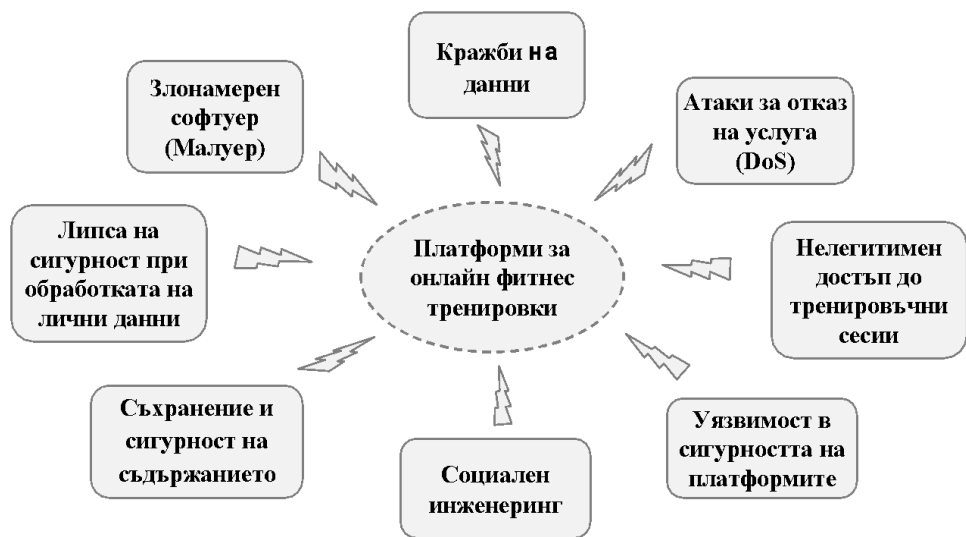 Кражби на
данни
Злонамерен
софтуер
(Малуер)
Атаки за отказ
на услуга
(DoS)
Липса на
сигурност при
обработката на
лични данни
Платформи за
онлайн фитнес
тренировки
Нелегитимен
достъп до
тренировъчни
сесии
Съхранение и
сигурност на
съдържанието
Социален
инженеринг
Уязвимост в
сигурността на
платформите